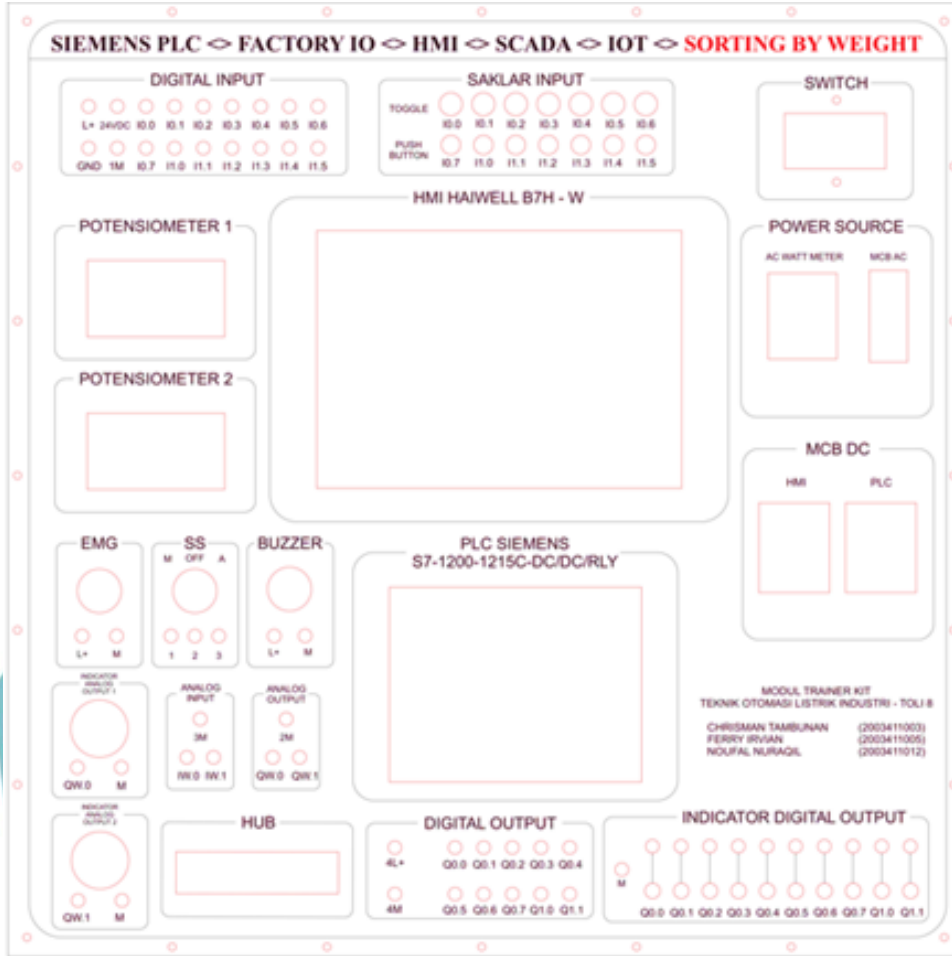 SIEMENS PLC <> FACTORY IO <> HMI <> SCADA <> IOT <> SORTING BY WEIGHT
DIGITAL INPUT
L+ 24VDC I0.0 I0.1 I0.2 I0.3 I0.4 I0.5 I0.6
GND 1M I0.7 I1.0 I1.1 I1.2 I1.3 I1.4 I1.5
SAKLAR INPUT
TOGGLE
I0.0 I0.1 I0.2 I0.3 I0.4 I0.5 I0.6
PUSH
BUTTON
I0.7 I1.0 I1.1 I1.2 I1.3 I1.4 I1.5
SWITCH
POTENSIOMETER 1
HMI HAIWELL B7H - W
POWER SOURCE
AC WATT METER MCB AC
POTENSIOMETER 2
MCB DC
HMI PLC
EMG
L+ M
SS
M OFF A
1 2 3
BUZZER
L+ M
PLC SIEMENS
S7-1200-1215C-DC/DC/RLY
INDICATOR
ANALOG
OUTPUT 1
QW.0 M
ANALOG
INPUT
3M
IW.0 IW.1
ANALOG
OUTPUT
2M
QW.0 QW.1
MODUL TRAINER KIT
TEKNIK OTOMASI LISTRIK INDUSTRI - TOLI 8
CHRISMAN TAMBUNAN (2003411003)
FERRY IRVIAN (2003411005)
NOUFAL NURAQIL (2003411012)
INDICATOR
ANALOG
OUTPUT 2
QW.1 M
HUB
DIGITAL OUTPUT
4L+ Q0.0 Q0.1 Q0.2 Q0.3 Q0.4
4M Q0.5 Q0.6 Q0.7 Q1.0 Q1.1
INDICATOR DIGITAL OUTPUT
M
Q0.0 Q0.1 Q0.2 Q0.3 Q0.4 Q0.5 Q0.6 Q0.7 Q1.0 Q1.1